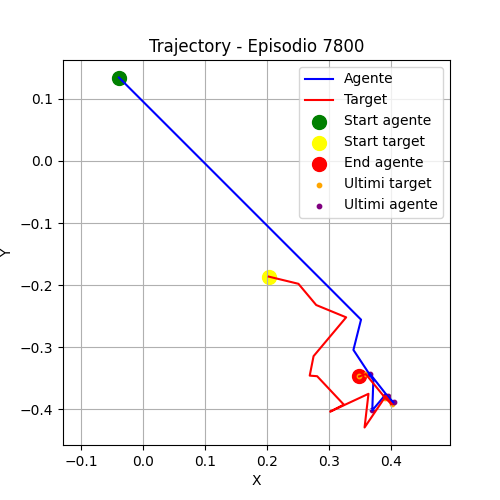 Trajectory - Episodio 7800
Agente
Target
Start agente
Start target
End agente
Ultimi target
Ultimi agente
Y
0.1
0.0
−0.1
−0.2
−0.3
−0.4
−0.1
0.0
0.1
0.2
0.3
0.4
X